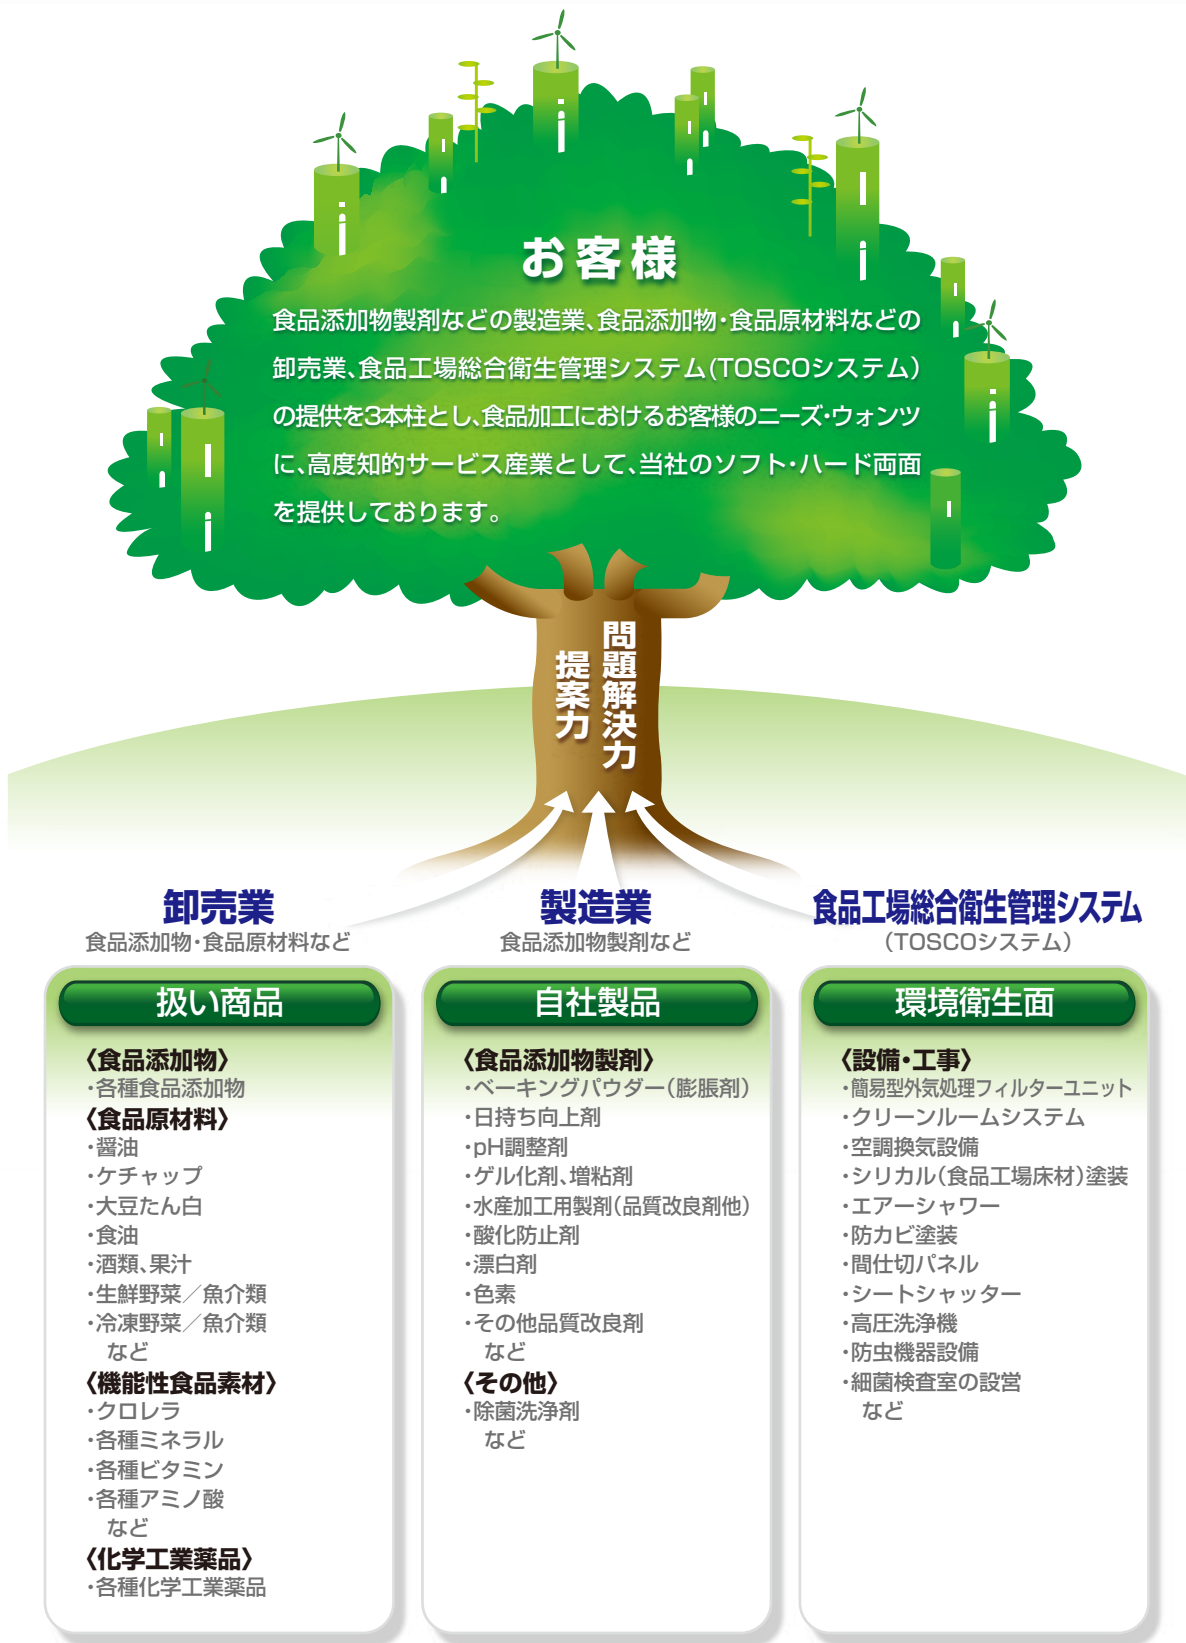 お客様
食品添加物製剤などの製造業、食品添加物・食品原材料などの
卸売業、食品工場総合衛生管理システム(TOSCOシステム)
の提供を3本柱とし、食品加工におけるお客様のニーズ・ウォンツ
に、高度知的サービス産業として、当社のソフト・ハード両面
を提供しております。
問題解決力
提案力
卸売業
食品添加物・食品原材料など
扱い商品
〈食品添加物〉
・各種食品添加物
〈食品原材料〉
・醤油
・ケチャップ
・大豆たん白
・食油
・酒類、果汁
・生鮮野菜／魚介類
・冷凍野菜／魚介類
など
〈機能性食品素材〉
・クロレラ
・各種ミネラル
・各種ビタミン
・各種アミノ酸
など
〈化学工業薬品〉
・各種化学工業薬品
製造業
食品添加物製剤など
自社製品
〈食品添加物製剤〉
・ベーキングパウダー（膨脹剤）
・日持ち向上剤
・pH調整剤
・ゲル化剤、増粘剤
・水産加工用製剤（品質改良剤他）
・酸化防止剤
・漂白剤
・色素
・その他品質改良剤
など
〈その他〉
・除菌洗浄剤
など
食品工場総合衛生管理システム
（TOSCOシステム）
環境衛生面
〈設備・工事〉
・簡易型外気処理フィルターユニット
・クリーンルームシステム
・空調換気設備
・シリカル（食品工場床材）塗装
・エアーシャワー
・防カビ塗装
・間仕切パネル
・シートシャッター
・高圧洗浄機
・防虫機器設備
・細菌検査室の設営
など